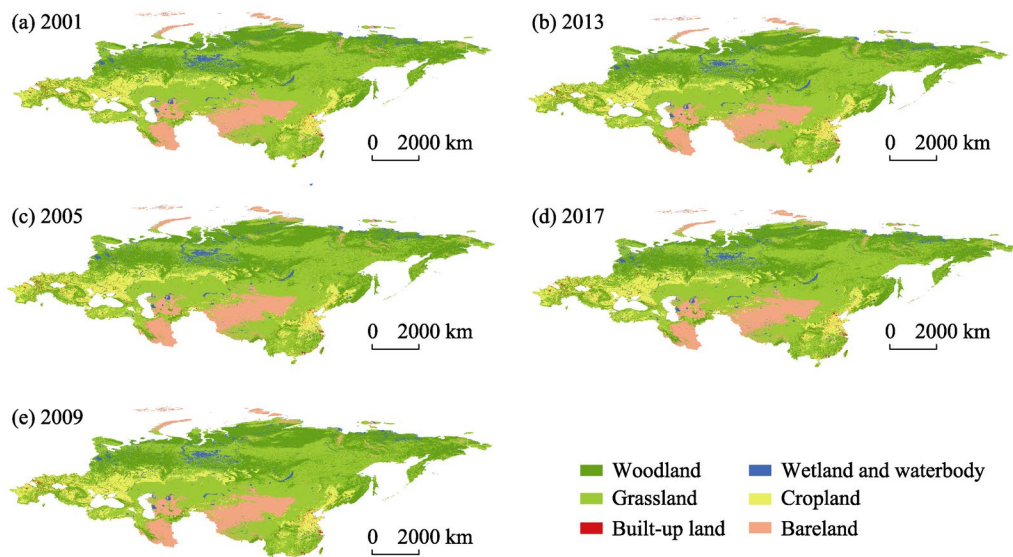 (a) 2001
0 2000 km
(b) 2013
0 2000 km
(c) 2005
0 2000 km
(d) 2017
0 2000 km
(e) 2009
0 2000 km
Woodland
Wetland and waterbody
Grassland
Cropland
Built-up land
Bareland